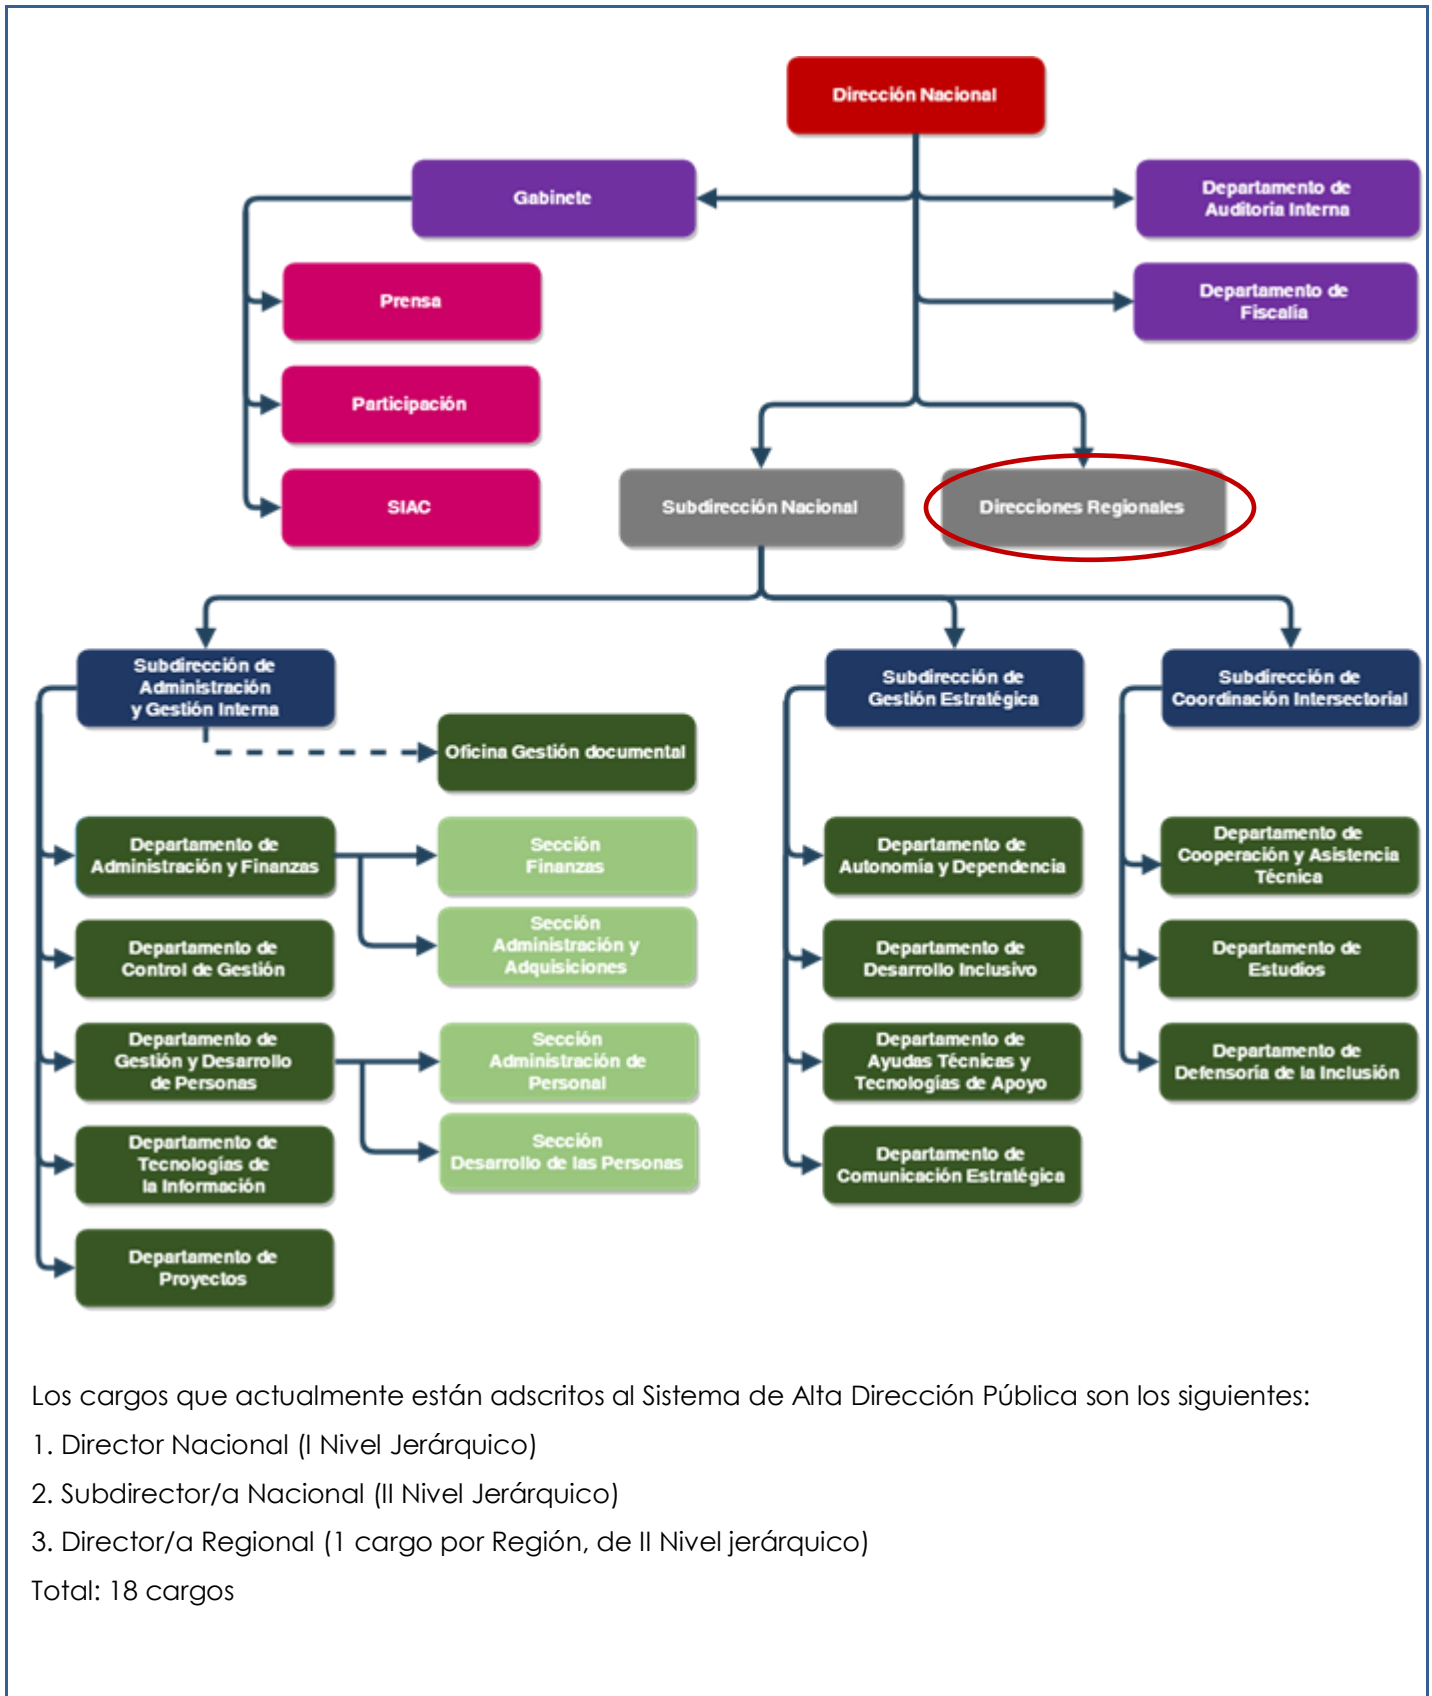 Dirección Nacional
Gabinete
Departamento de
Auditoria Interna
Prensa
Departamento de
Fiscalía
Participación
SIAC
Subdirección Nacional
Direcciones Regionales
Subdirección de
Administración
y Gestión Interna
Subdirección de
Gestión Estratégica
Subdirección de
Coordinación Intersectorial
Oficina Gestión documental
Departamento de
Administración y Finanzas
Sección
Finanzas
Departamento de
Autonomía y Dependencia
Departamento de
Cooperación y Asistencia
Técnica
Sección
Administración y
Adquisiciones
Departamento de
Control de Gestión
Departamento de
Desarrollo Inclusivo
Departamento de
Estudios
Departamento de
Gestión y Desarrollo
de Personas
Sección
Administración de
Personal
Departamento de
Ayudas Técnicas y
Tecnologías de Apoyo
Departamento de
Defensoría de la Inclusión
Sección
Desarrollo de las Personas
Departamento de
Tecnologías de
la Información
Departamento de
Comunicación Estratégica
Departamento de
Proyectos
Los cargos que actualmente están adscritos al Sistema de Alta Dirección Pública son los siguientes:
1. Director Nacional (I Nivel Jerárquico)
2. Subdirector/a Nacional (II Nivel Jerárquico)
3. Director/a Regional (1 cargo por Región, de II Nivel jerárquico)
Total: 18 cargos